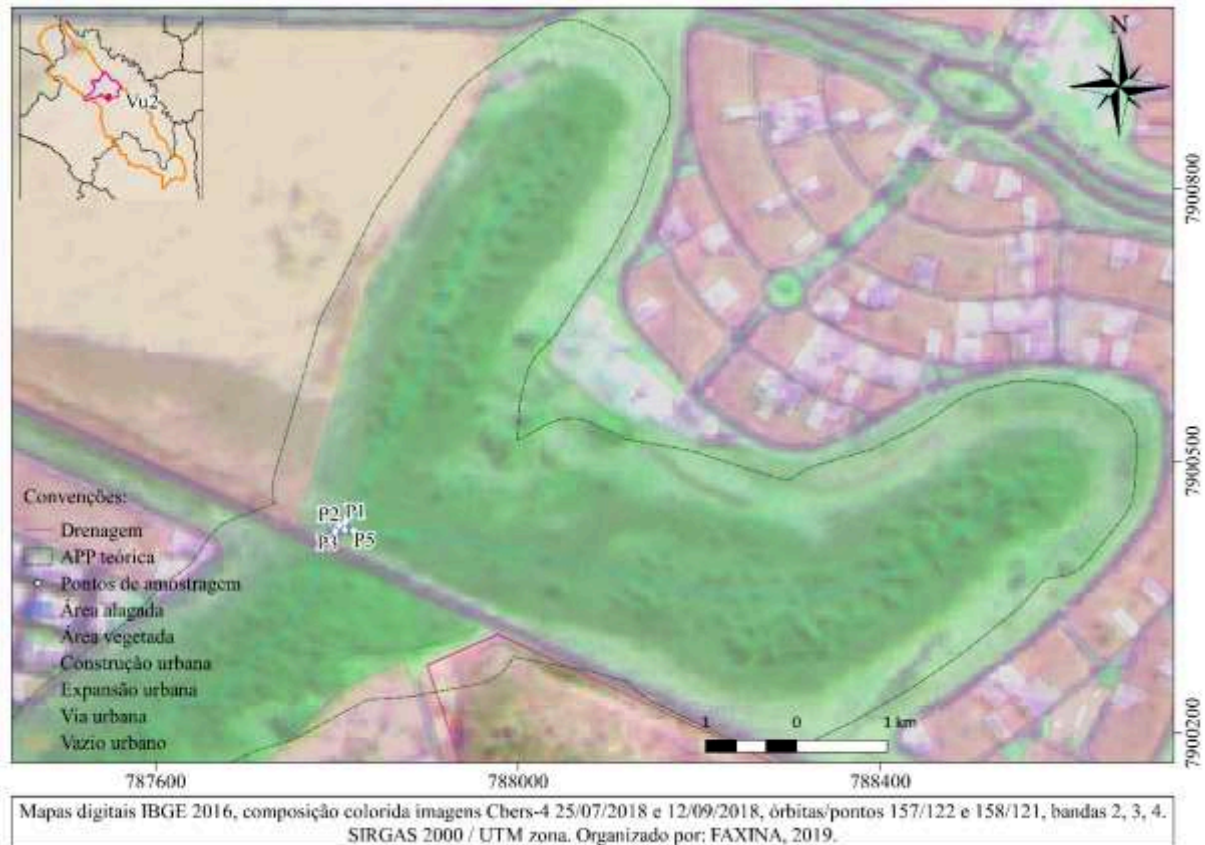 N
Vu2
7900800
7900500
7900200
P2 P1
P3 P5
Convenções:
Drenagem
APP teórica
Pontos de amostragem
Área alagada
Área vegetada
Construção urbana
Expansão urbana
Via urbana
Vazio urbano
1 0 1 km
787600 788000 788400
Mapas digitais IBGE 2016, composição colorida imagens Cbers-4 25/07/2018 e 12/09/2018, órbitas/pontos 157/122 e 158/121, bandas 2, 3, 4.
SIRGAS 2000 / UTM zona. Organizado por: FAXINA, 2019.